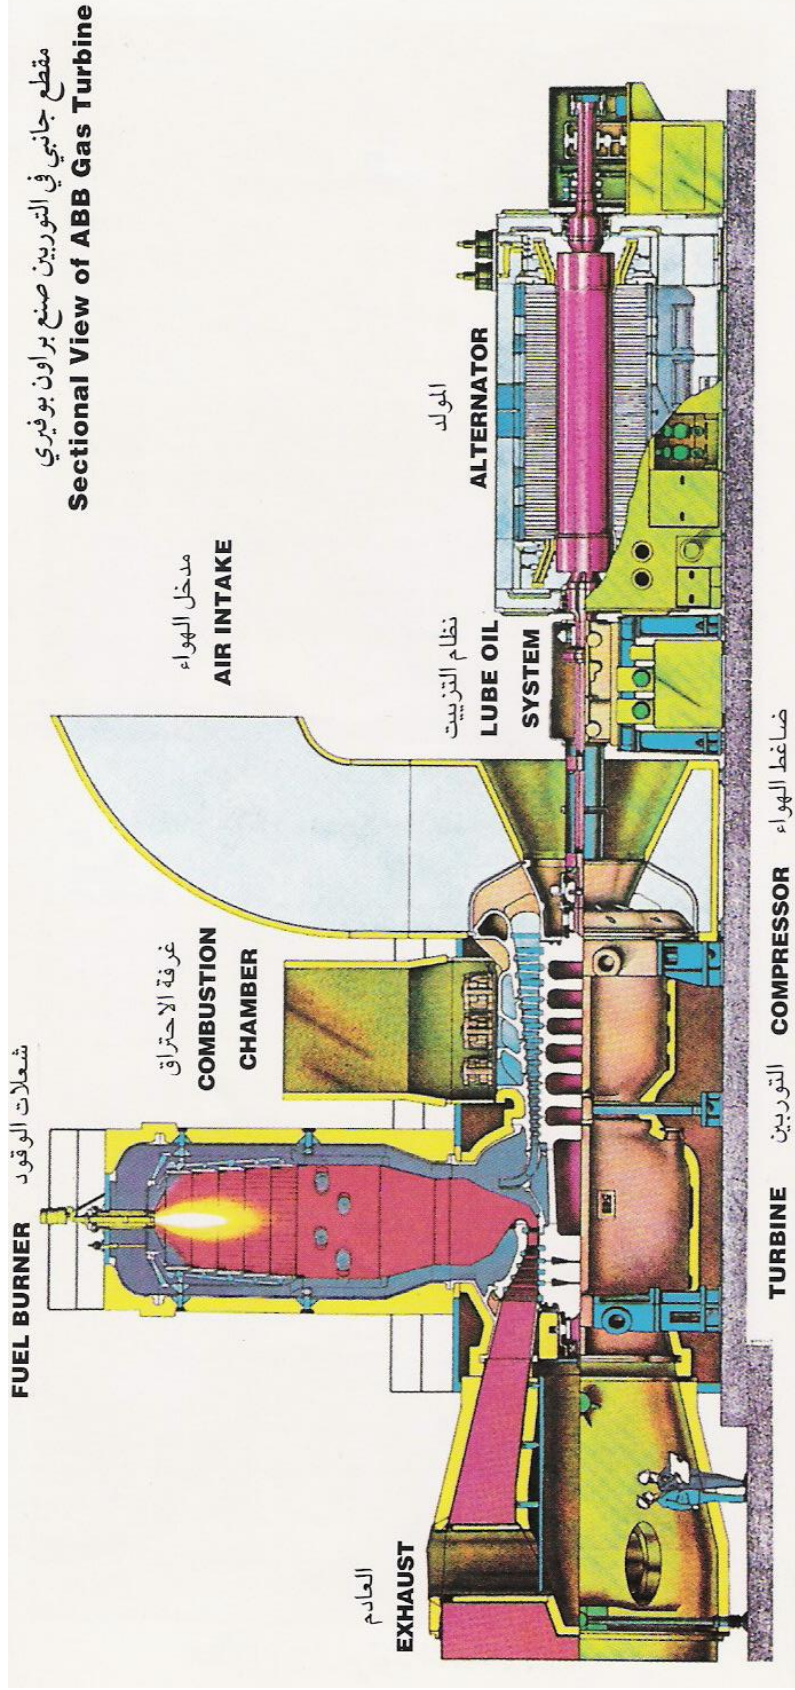 مقطع جانبي في التوربين صنع براون بوفيري
Sectional View of ABB Gas Turbine
شعلات الوقود
FUEL BURNER
غرفة الاحتراق
COMBUSTION
CHAMBER
مدخل الهواء
AIR INTAKE
العادم
EXHAUST
نظام التزييت
LUBE OIL
SYSTEM
المولد
ALTERNATOR
التوربين
TURBINE
ضاغط الهواء
COMPRESSOR